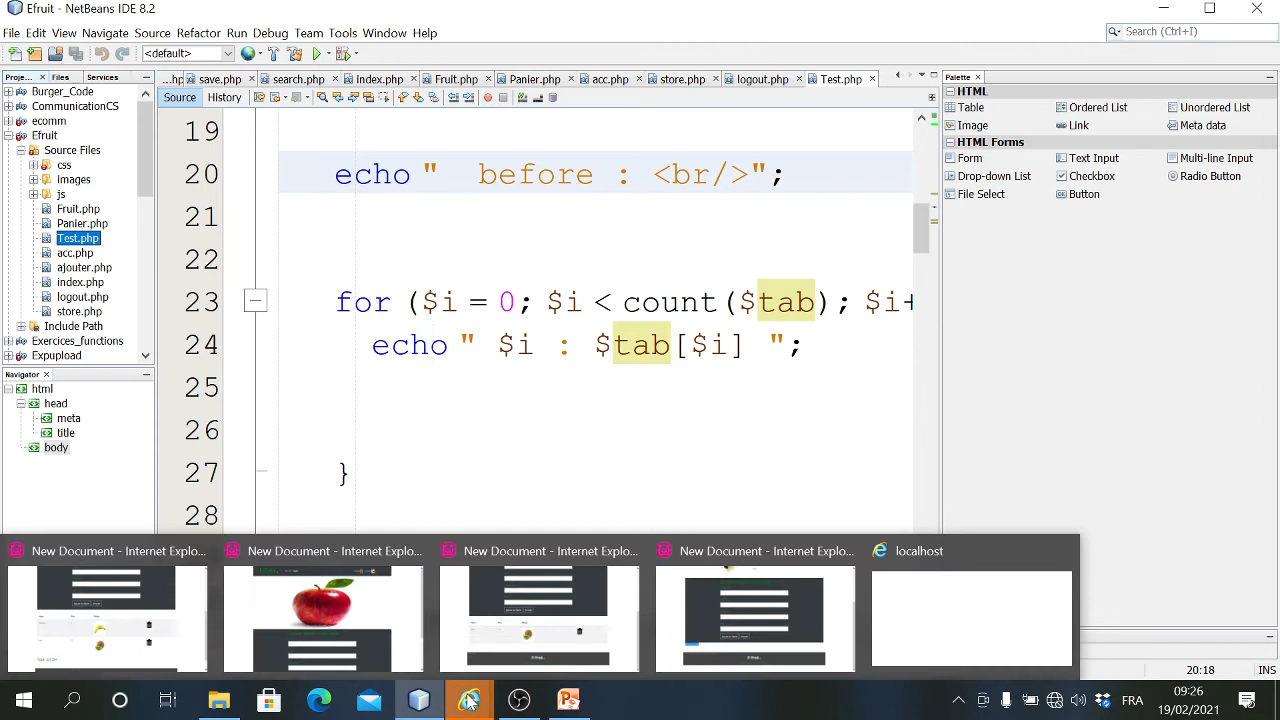 Efruit - NetBeans IDE 8.2
File Edit View Navigate Source Refactor Run Debug Team Tools Window Help
Search (Ctrl+I)
<default>
Proje... Files Services
...hp save.php search.php Index.php Fruit.php Panier.php acc.php store.php logout.php Test.php
Palette
Source History
Burger_Code
CommunicationCS
ecomm
Efruit
Source Files
css
Images
js
Fruit.php
Panier.php
Test.php
acc.php
ajouter.php
index.php
logout.php
store.php
Include Path
Exercices_functions
Expupload
Navigator
html
head
meta
title
body
19
20 echo "  before : <br/>";
21
22
23 for ($i = 0; $i < count($tab); $i+
24 echo " $i : $tab[$i] ";
25
26
27 }
28
HTML
Table Ordered List Unordered List
Image Link Meta data
HTML Forms
Form Text Input Multi-line Input
Drop-down List Checkbox Radio Button
File Select Button
New Document - Internet Explo... New Document - Internet Explo... New Document - Internet Explo... New Document - Internet Explo... localhost
20:18 INS
FRA
09:26
19/02/2021